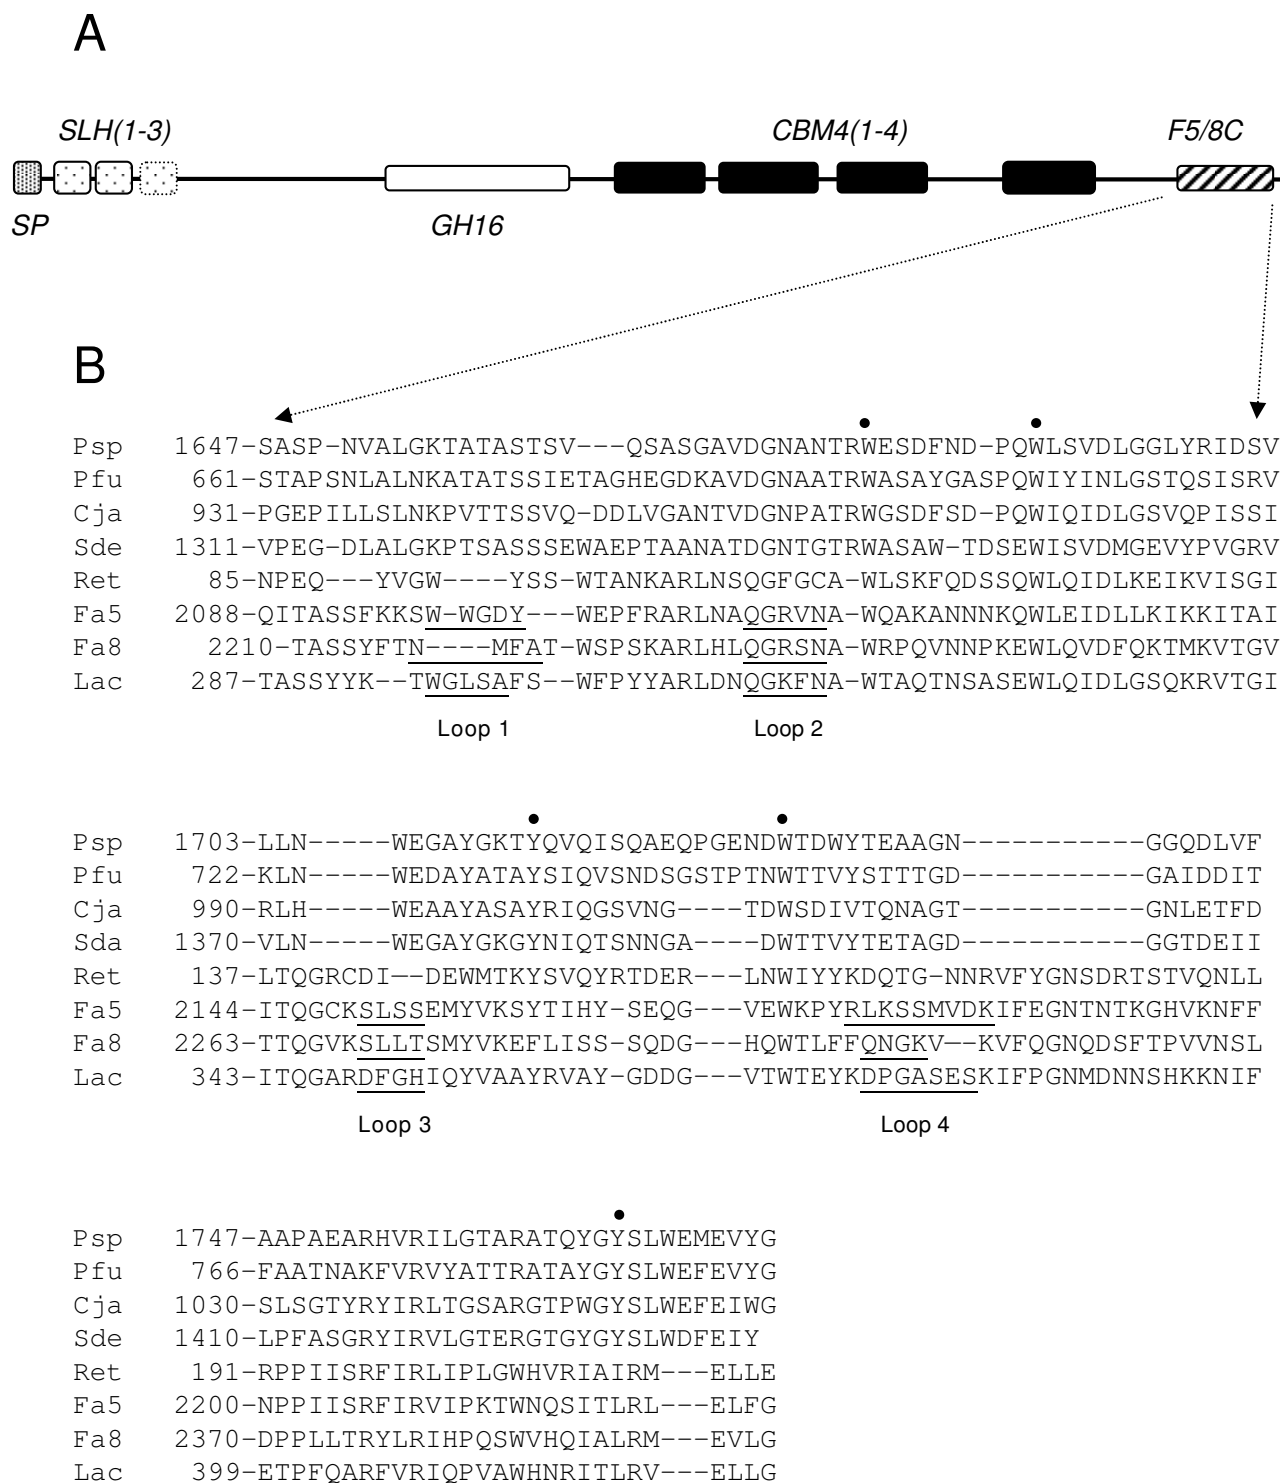 A
SLH(1-3) CBM4(1-4) F5/8C
SP GH16
B
Psp 1647-SASP-NVALGKTATASTSV---QSASGAVDGNANTRWESDFND-PQWLSVDLGGLYRIDSV
Pfu 661-STAPSNLALNKATATSSIETAGHEGDKAVDGNAATRWASAYGASPQWIYINLGSTQSISRV
Cja 931-PGEPILLSLNKPVTTSSVQ-DDLVGANTVDGNPATRWGSDFSD-PQWIQIDLGSVQPISSI
Sde 1311-VPEG-DLALGKPTSASSSEWAEPTAANATDGNTGTRWASAW-TDSEWISVDMGEVYPVGRV
Ret 85-NPEQ---YVGW----YSS-WTANKARLNSQGFGCA-WLSKFQDSSQWLQIDLKEIKVISGI
Fa5 2088-QITASSFKKSW-WGDY---WEPFRARLNAQGRVNA-WQAKANNNKQWLEIDLLKIKKITAI
Fa8 2210-TASSYFTN----MFAT-WSPSKARLHLQGRSNA-WRPQVNNPKEWLQVDFQKTMKVTGV
Lac 287-TASSYYK--TWGLSAFS--WFPYYARLDNQGKFNA-WTAQTNSASEWLQIDLGSQKRVTGI
Loop 1 Loop 2
Psp 1703-LLN-----WEGAYGKTYQVQISQAEQPGENDWTDWYTEAAGN-----------GGQDLVF
Pfu 722-KLN-----WEDAYATAYSIQVSNDSGSTPTNWTTVYSTTTGD-----------GAIDDIT
Cja 990-RLH-----WEAAYASAYRIQGSVNG----TDWSDIVTQNAGT-----------GNLETFD
Sda 1370-VLN-----WEGAYGKGYNIQTSNNGA----DWTTVYTETAGD-----------GGTDEII
Ret 137-LTQGRCDI--DEWMTKYSVQYRTDER---LNWIYYKDQTG-NNRVFYGNSDRTSTVQNLL
Fa5 2144-ITQGCKSLSSEMYVKSYTIHY-SEQG---VEWKPYRLKSSMVDKIFEGNTNTKGHVKNFF
Fa8 2263-TTQGVKSLLTSMYVKEFLISS-SQDG---HQWTLFFQNGKV--KVFQGNQDSFTPVVNSL
Lac 343-ITQGARDFGHIQYVAAYRVAY-GDDG---VTWTEYKDPGASESKIFPGNMDNNSHKKNIF
Loop 3 Loop 4
Psp 1747-AAPAEARHVRILGTARATQYGYSLWEMEVYG
Pfu 766-FAATNAKFVRVYATTRATAYGYSLWEFEVYG
Cja 1030-SLSGTYRYIRLTGSARGTPWGYSLWEFEIWG
Sde 1410-LPFASGRYIRVLGTERGTGYGYSLWDFEIY
Ret 191-RPPIISRFIRLIPLGWHVRIAIRM---ELLE
Fa5 2200-NPPIISRFIRVIPKTWNQSITLRL---ELFG
Fa8 2370-DPPLLTRYLRIHPQSWVHQIALRM---EVLG
Lac 399-ETPFQARFVRIQPVAWHNRITLRV---ELLG